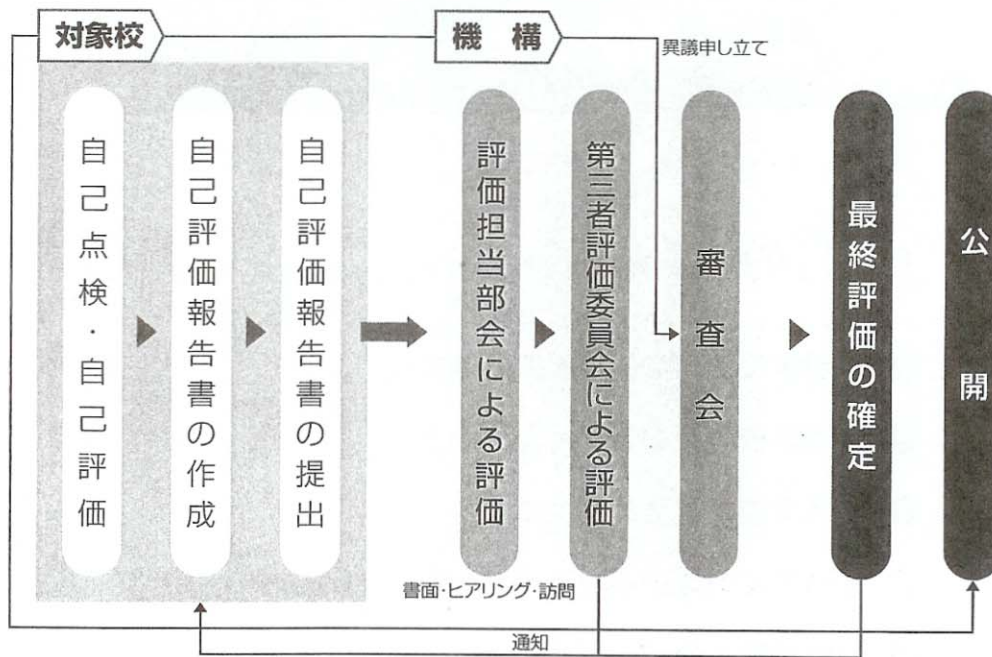 対象校
機構
異議申し立て
自己点検・自己評価
自己評価報告書の作成
自己評価報告書の提出
評価担当部会による評価
第三者評価委員会による評価
審査会
最終評価の確定
公開
書面・ヒアリング・訪問
通知